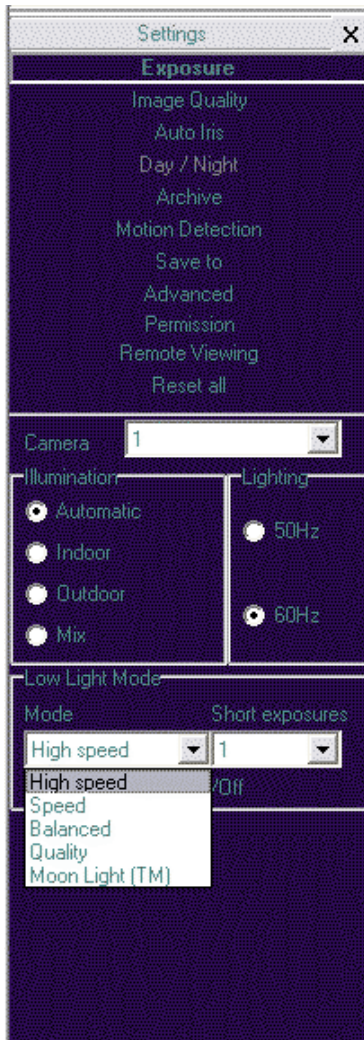 Settings X
Exposure
Image Quality
Auto Iris
Day / Night
Archive
Motion Detection
Save to
Advanced
Permission
Remote Viewing
Reset all
Camera 1
Illumination Lighting
Automatic
50Hz
Indoor
Outdoor
60Hz
Mix
Low Light Mode
Mode Short exposures
High speed 1
High speed /Off
Speed
Balanced
Quality
Moon Light (TM)